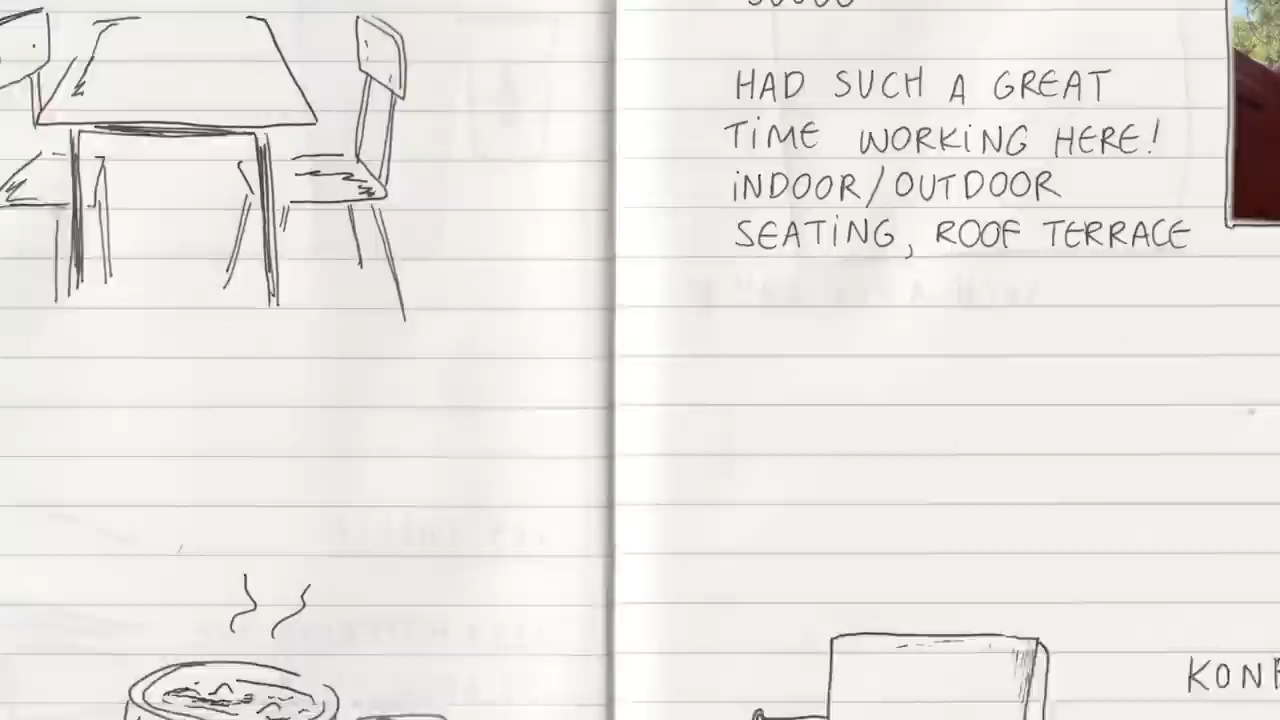 HAD SUCH A GREAT
TIME WORKING HERE!
INDOOR/OUTDOOR
SEATING, ROOF TERRACE